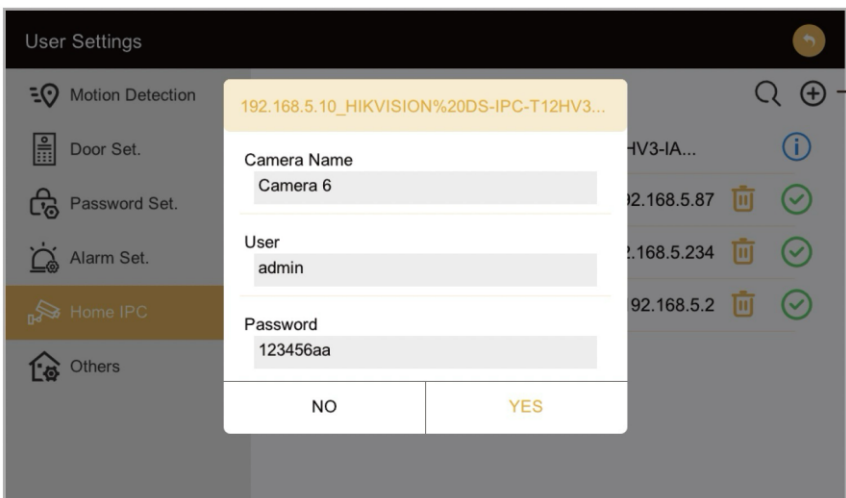 User Settings
Motion Detection
192.168.5.10_HIKVISION%20DS-IPC-T12HV3...
Camera Name
Camera 6
Door Set.
HV3-IA...
Password Set.
92.168.5.87
User
admin
Alarm Set.
2.168.5.234
Home IPC
192.168.5.2
Password
123456aa
Others
NO
YES